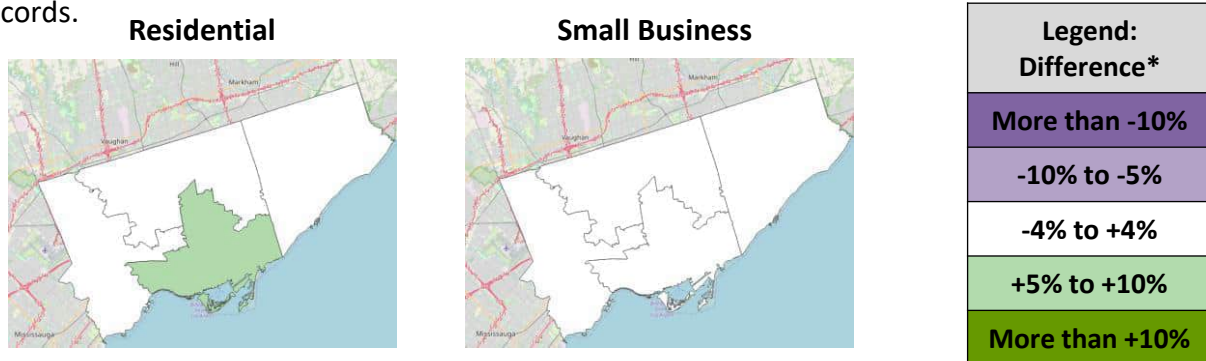 cords.
Residential
Small Business
Hill
Markham
Vaughan
Mississauga
Markham
Vaughan
Mississauga
Legend:
Difference*
More than -10%
-10% to -5%
-4% to +4%
+5% to +10%
More than +10%